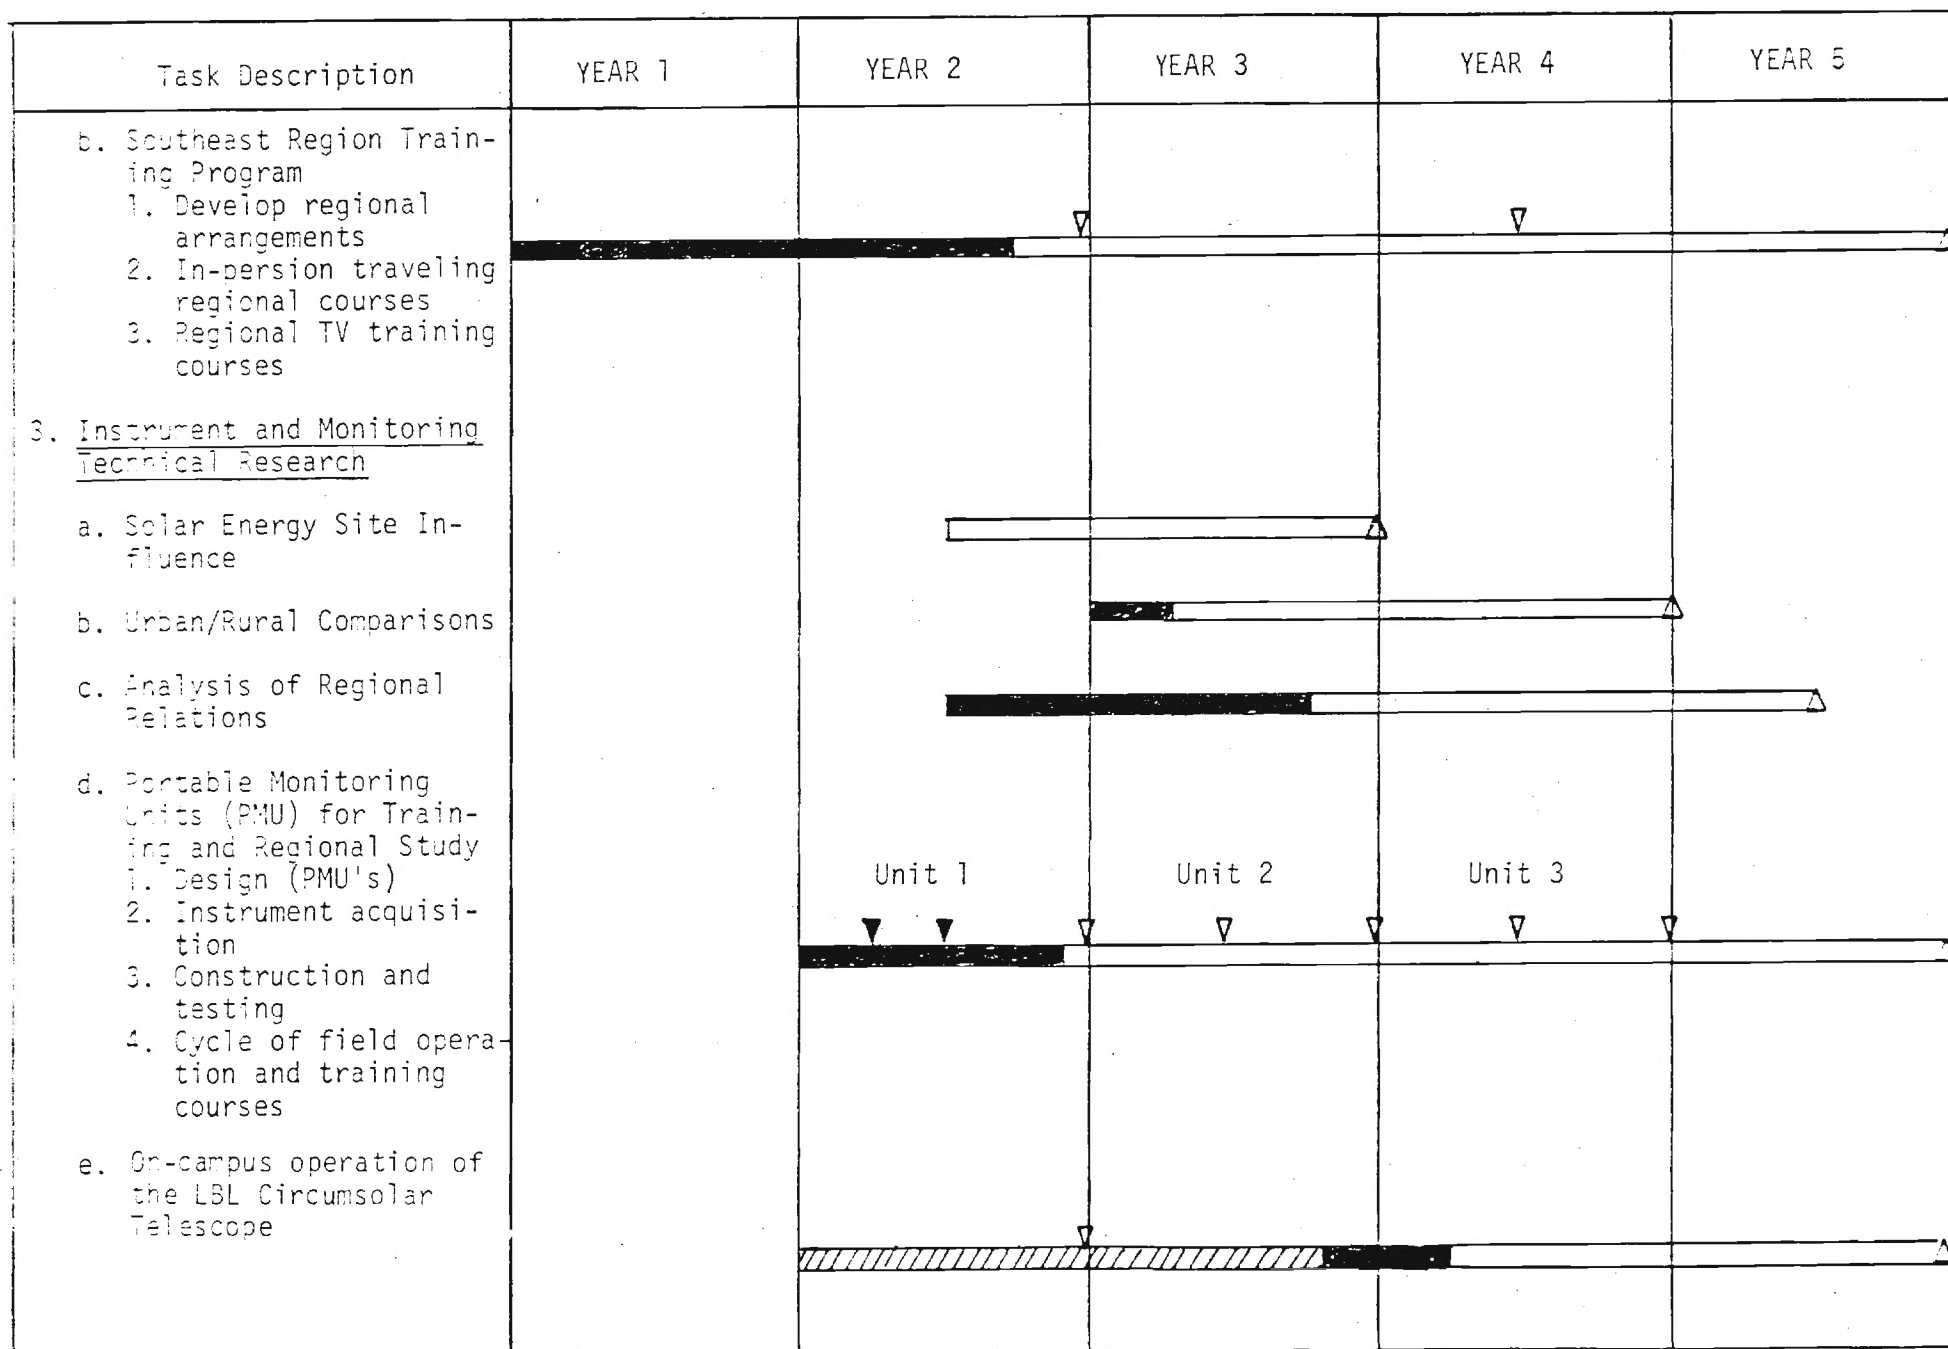 Task Description
YEAR 1
YEAR 2
YEAR 3
YEAR 4
YEAR 5
b. Southeast Region Train-
ing Program
1. Develop regional
arrangements
2. In-persion traveling
regional courses
3. Regional TV training
courses
3. Instrument and Monitoring
Technical Research
a. Solar Energy Site In-
fluence
b. Urban/Rural Comparisons
c. Analysis of Regional
Relations
d. Portable Monitoring
Units (PMU) for Train-
ing and Regional Study
1. Design (PMU's)
2. Instrument acquisi-
tion
3. Construction and
testing
4. Cycle of field opera-
tion and training
courses
Unit 1
Unit 2
Unit 3
e. On-campus operation of
the LBL Circumsolar
Telescope